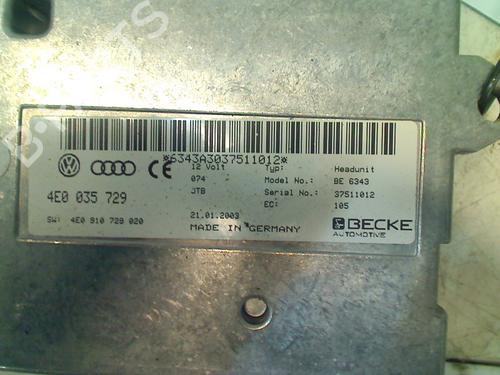 *6343A3037511012*
12 Volt Typ: Headunit
074 Model No.: BE 6343
4E0 035 729 JTB Serial No.: 37511012
EC: 105
SW: 4E0 910 729 020 21.01.2003
MADE IN GERMANY
BECKE
AUTOMOTIVE